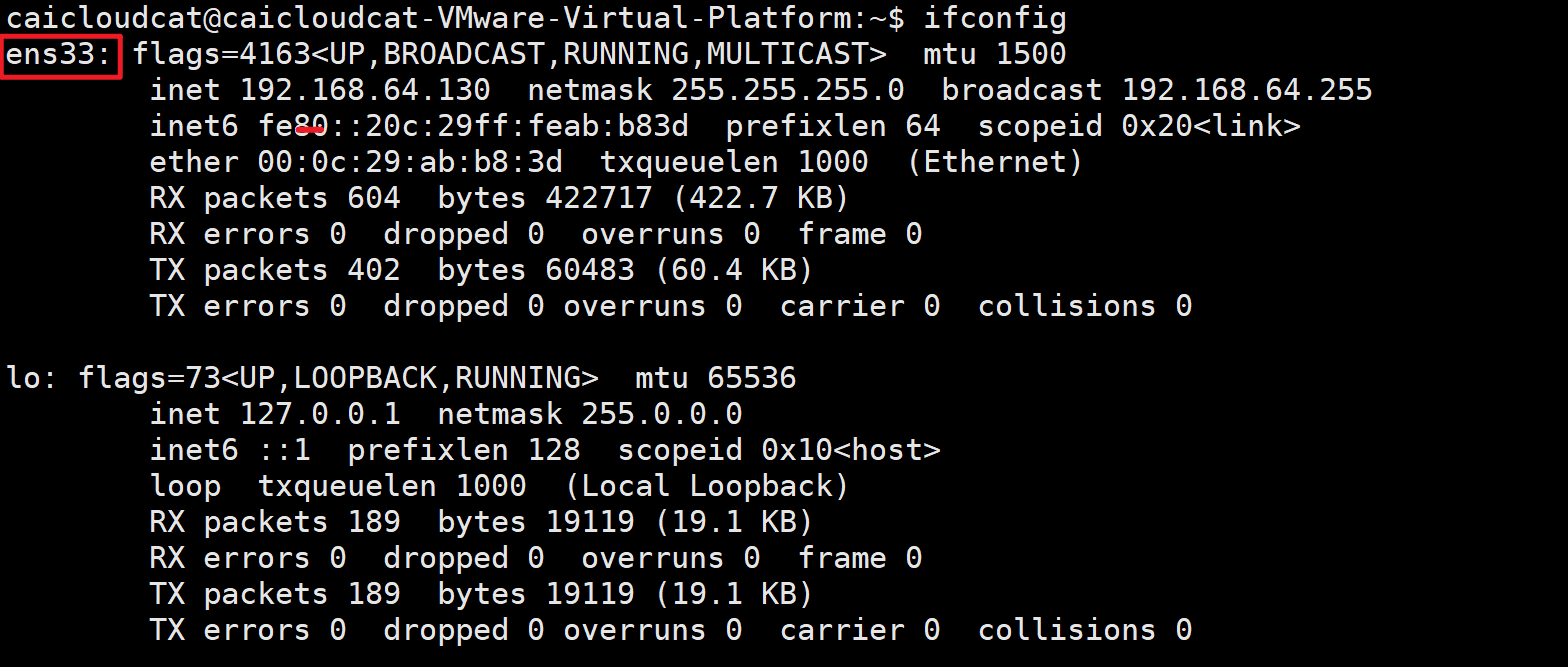 caicloudcat@caicloudcat-VMware-Virtual-Platform:~$ ifconfig
ens33: flags=4163<UP,BROADCAST,RUNNING,MULTICAST>  mtu 1500
        inet 192.168.64.130  netmask 255.255.255.0  broadcast 192.168.64.255
        inet6 fe80::20c:29ff:feab:b83d  prefixlen 64  scopeid 0x20<link>
        ether 00:0c:29:ab:b8:3d  txqueuelen 1000  (Ethernet)
        RX packets 604  bytes 422717 (422.7 KB)
        RX errors 0  dropped 0  overruns 0  frame 0
        TX packets 402  bytes 60483 (60.4 KB)
        TX errors 0  dropped 0 overruns 0  carrier 0  collisions 0

lo: flags=73<UP,LOOPBACK,RUNNING>  mtu 65536
        inet 127.0.0.1  netmask 255.0.0.0
        inet6 ::1  prefixlen 128  scopeid 0x10<host>
        loop  txqueuelen 1000  (Local Loopback)
        RX packets 189  bytes 19119 (19.1 KB)
        RX errors 0  dropped 0  overruns 0  frame 0
        TX packets 189  bytes 19119 (19.1 KB)
        TX errors 0  dropped 0 overruns 0  carrier 0  collisions 0